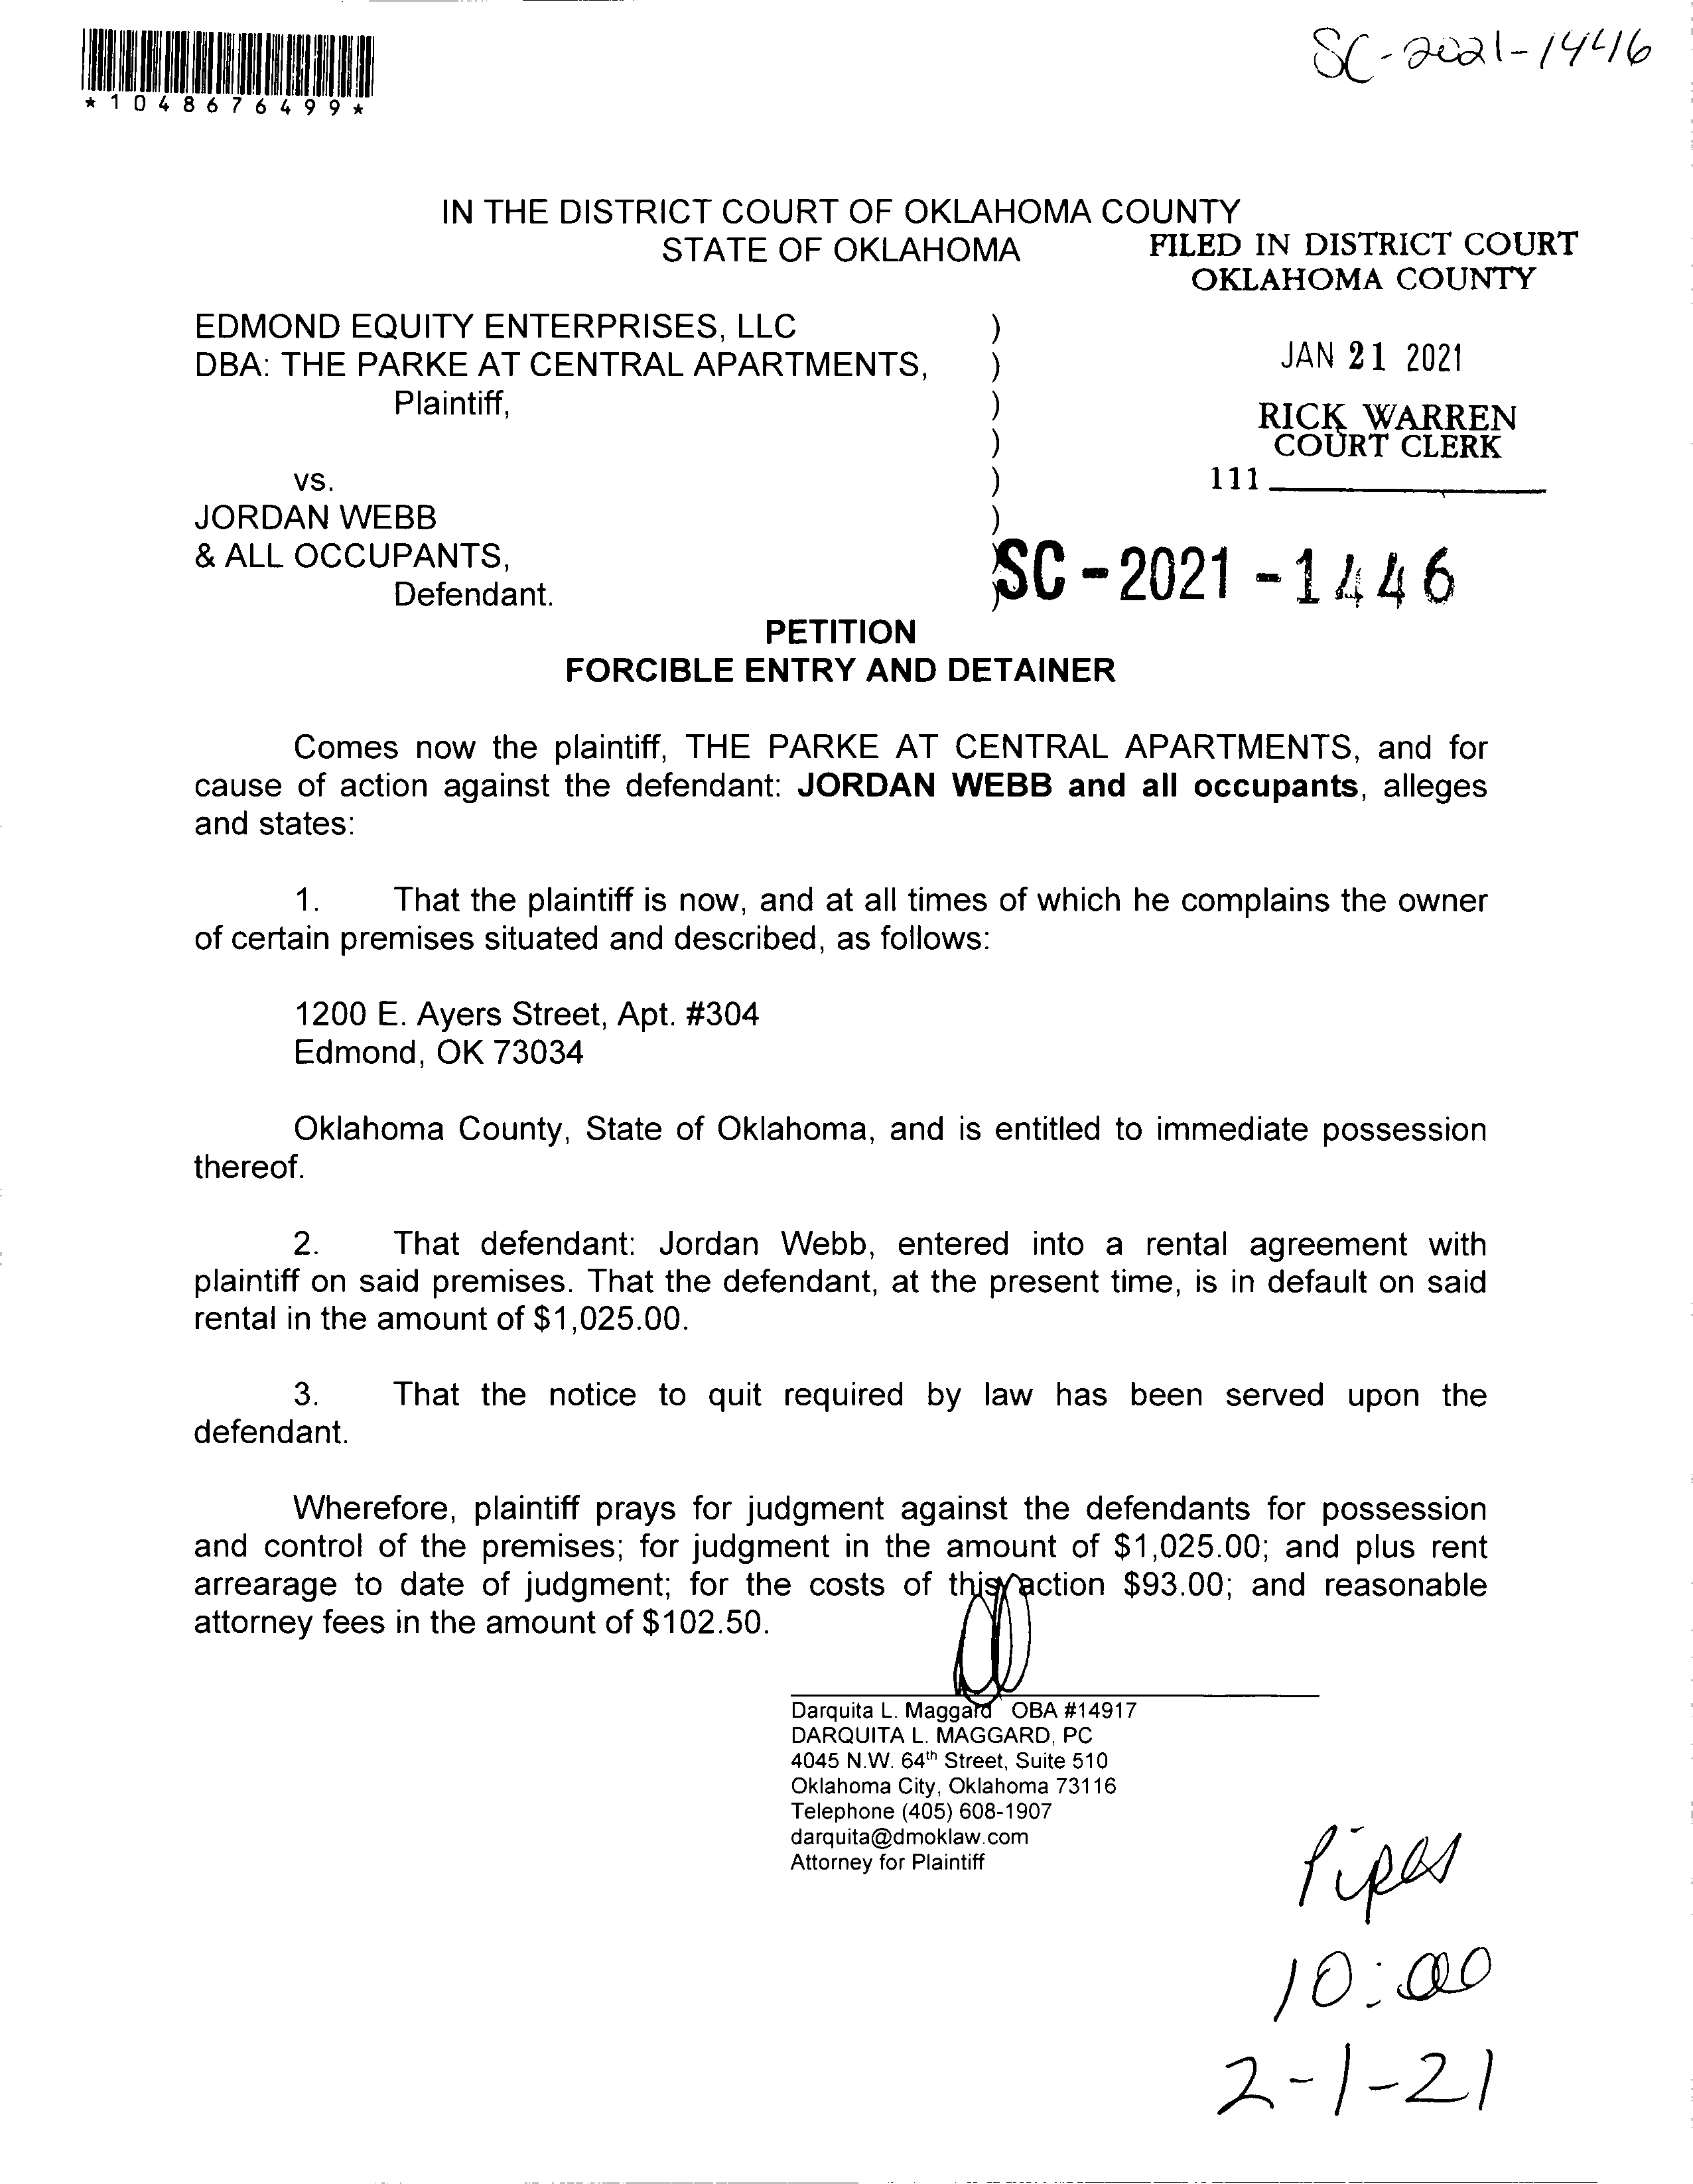 SC-2021-1446
*1048676499*
IN THE DISTRICT COURT OF OKLAHOMA COUNTY
STATE OF OKLAHOMA
FILED IN DISTRICT COURT
OKLAHOMA COUNTY
EDMOND EQUITY ENTERPRISES, LLC )
DBA: THE PARKE AT CENTRAL APARTMENTS, )
JAN 21 2021
Plaintiff, )
RICK WARREN
COURT CLERK
)
vs. )
111
JORDAN WEBB )
& ALL OCCUPANTS, )
SC-2021-1446
Defendant. )
PETITION
FORCIBLE ENTRY AND DETAINER
Comes now the plaintiff, THE PARKE AT CENTRAL APARTMENTS, and for
cause of action against the defendant: JORDAN WEBB and all occupants, alleges
and states:
1. That the plaintiff is now, and at all times of which he complains the owner
of certain premises situated and described, as follows:
1200 E. Ayers Street, Apt. #304
Edmond, OK 73034
Oklahoma County, State of Oklahoma, and is entitled to immediate possession
thereof.
2. That defendant: Jordan Webb, entered into a rental agreement with
plaintiff on said premises. That the defendant, at the present time, is in default on said
rental in the amount of $1,025.00.
3. That the notice to quit required by law has been served upon the
defendant.
Wherefore, plaintiff prays for judgment against the defendants for possession
and control of the premises; for judgment in the amount of $1,025.00; and plus rent
arrearage to date of judgment; for the costs of this action $93.00; and reasonable
attorney fees in the amount of $102.50.
Darquita L. Maggard OBA #14917
DARQUITA L. MAGGARD, PC
4045 N.W. 64th Street, Suite 510
Oklahoma City, Oklahoma 73116
Telephone (405) 608-1907
darquita@dmoklaw.com
Attorney for Plaintiff
Pipes
10:00
2-1-21